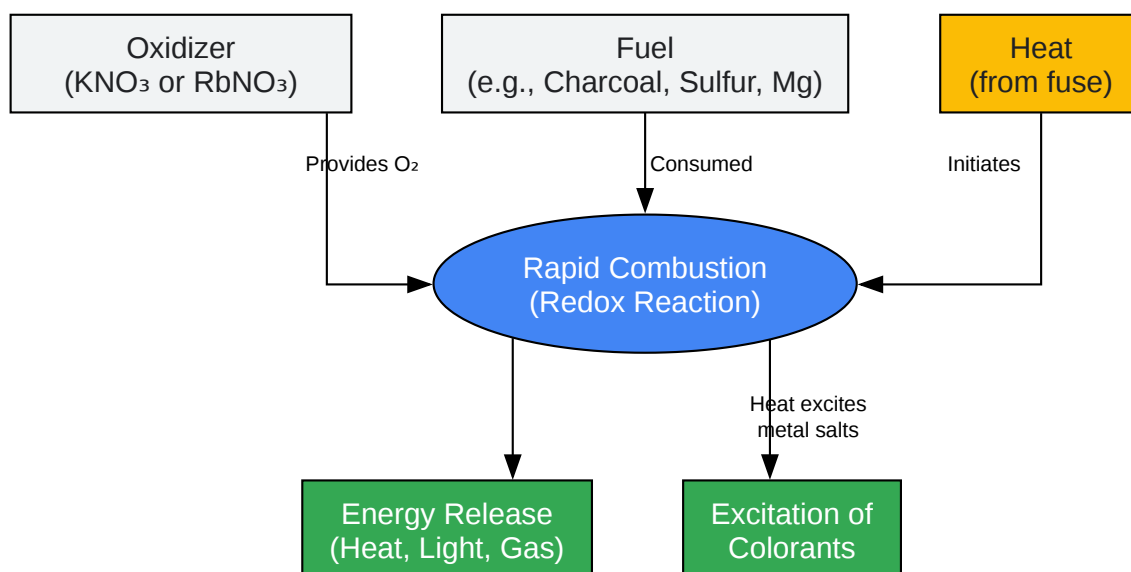 Oxidizer
(KNO₃ or RbNO₃)
Fuel
(e.g., Charcoal, Sulfur, Mg)
Heat
(from fuse)
Provides O₂
Consumed
Initiates
Rapid Combustion
(Redox Reaction)
Heat excites
metal salts
Energy Release
(Heat, Light, Gas)
Excitation of
Colorants